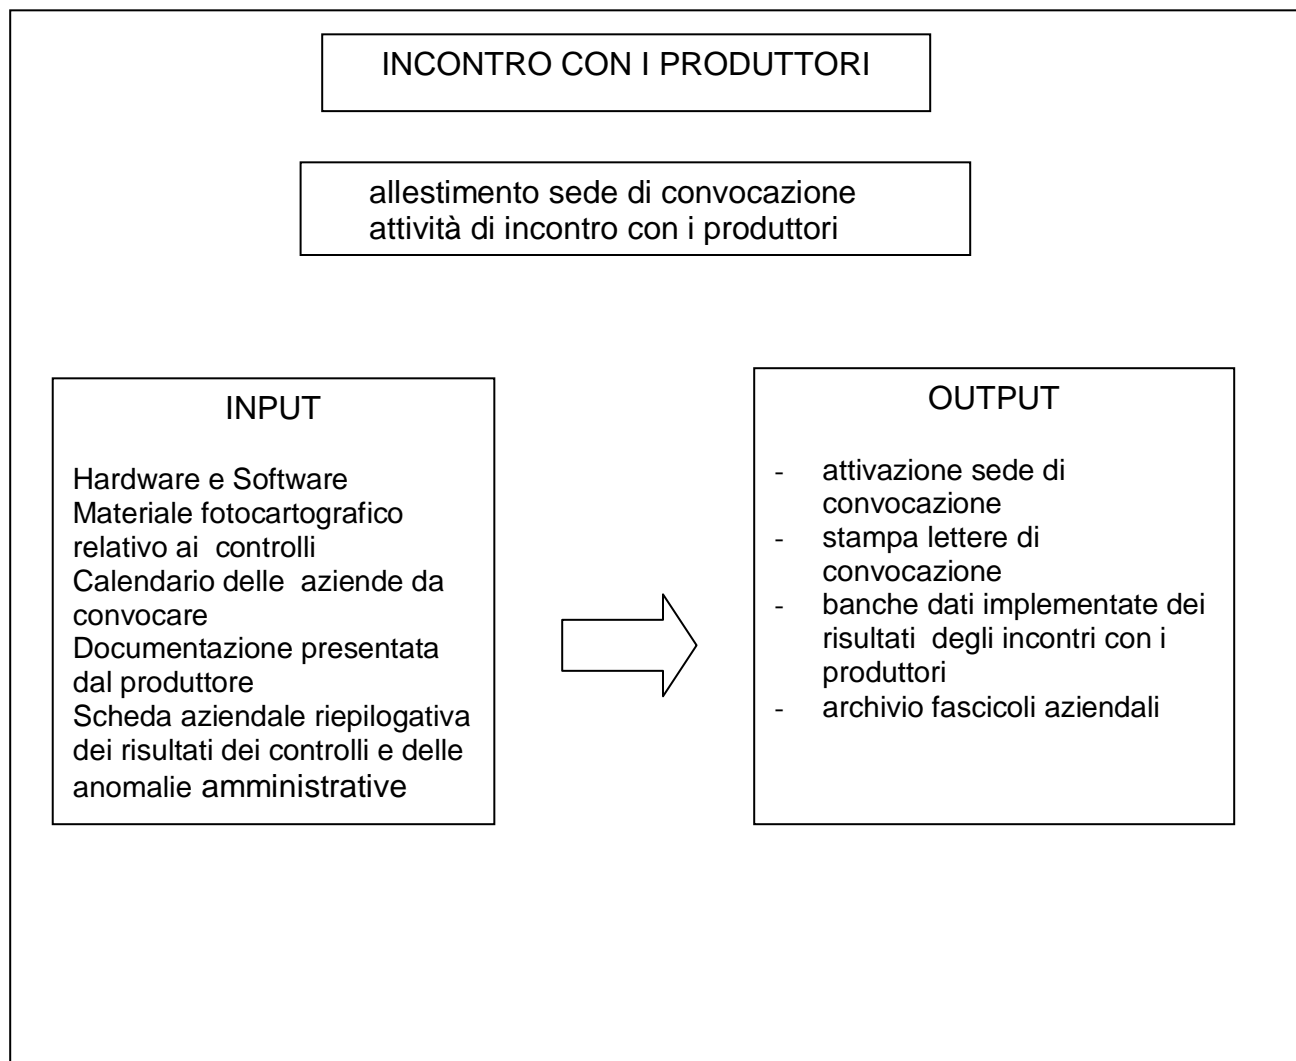 INCONTRO CON I PRODUTTORI
allestimento sede di convocazione
attività di incontro con i produttori
INPUT
Hardware e Software
Materiale fotocartografico
relativo ai  controlli
Calendario delle  aziende da
convocare
Documentazione presentata
dal produttore
Scheda aziendale riepilogativa
dei risultati dei controlli e delle
anomalie amministrative
OUTPUT
- attivazione sede di
convocazione
- stampa lettere di
convocazione
- banche dati implementate dei
risultati  degli incontri con i
produttori
- archivio fascicoli aziendali